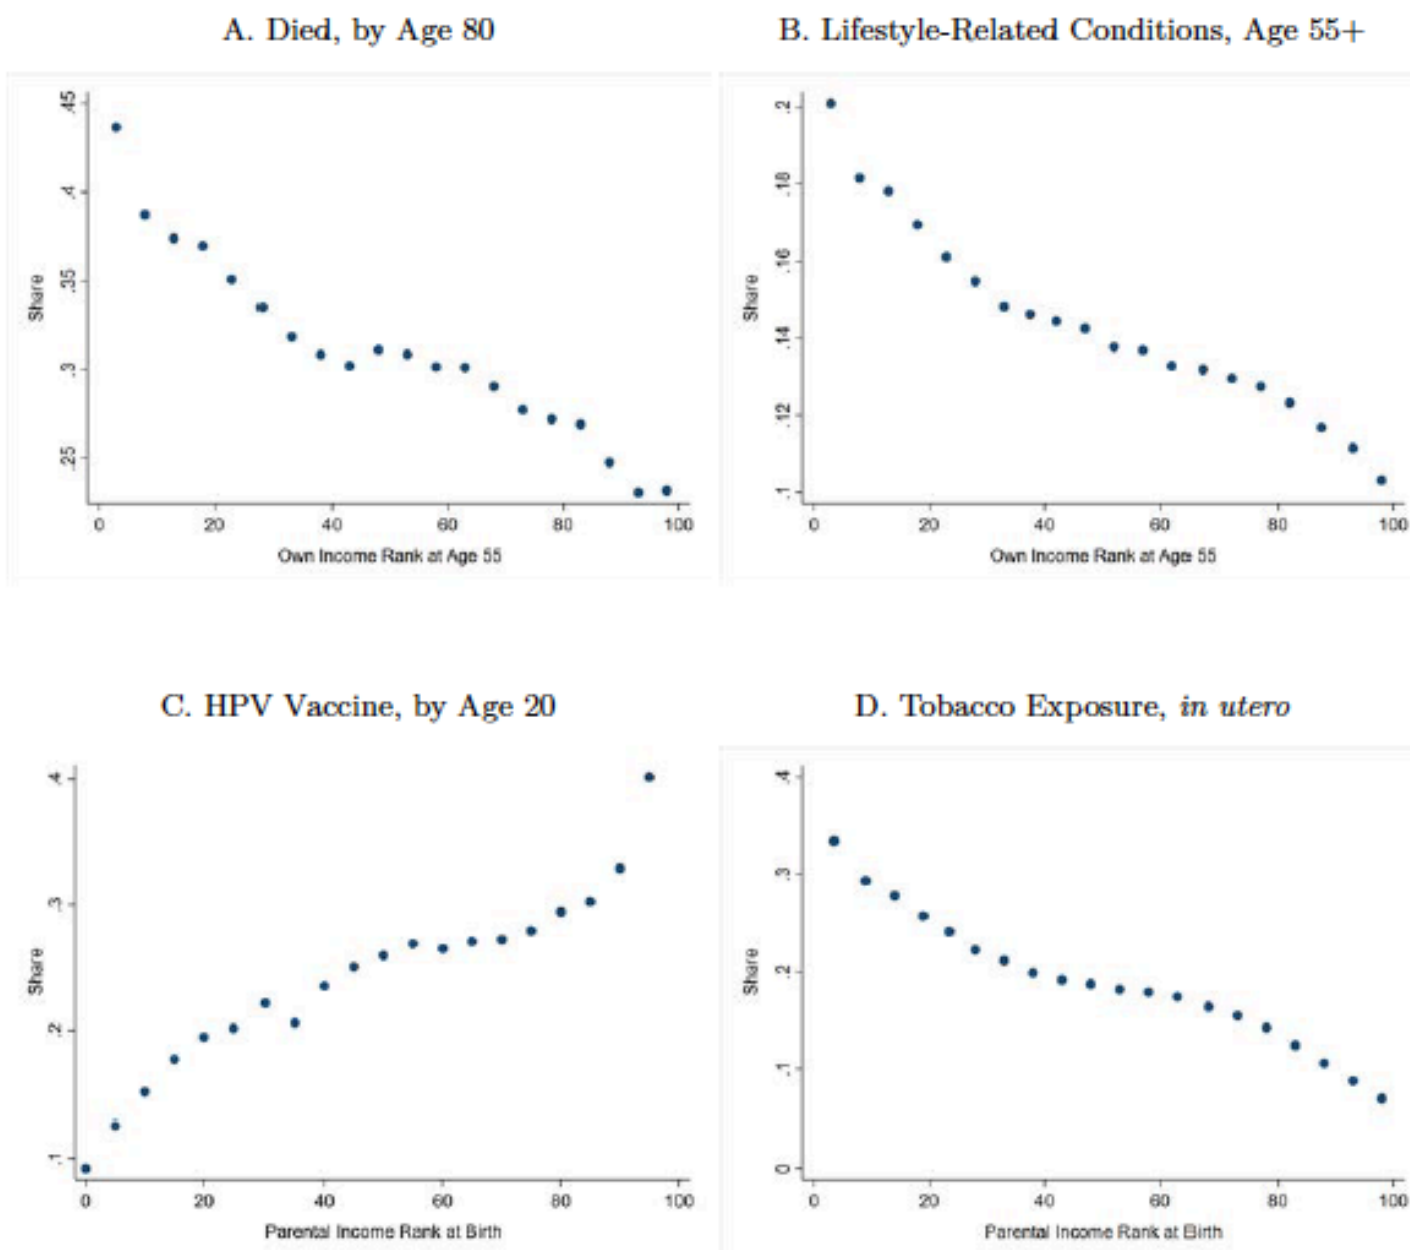 A. Died, by Age 80
.45
.4
.35
.3
.25
Share
0 20 40 60 80 100
Own Income Rank at Age 55
B. Lifestyle-Related Conditions, Age 55+
.2
.18
.16
.14
.12
.1
Share
0 20 40 60 80 100
Own Income Rank at Age 55
C. HPV Vaccine, by Age 20
.4
.3
.2
.1
Share
0 20 40 60 80 100
Parental Income Rank at Birth
D. Tobacco Exposure, in utero
.4
.3
.2
.1
0
Share
0 20 40 60 80 100
Parental Income Rank at Birth